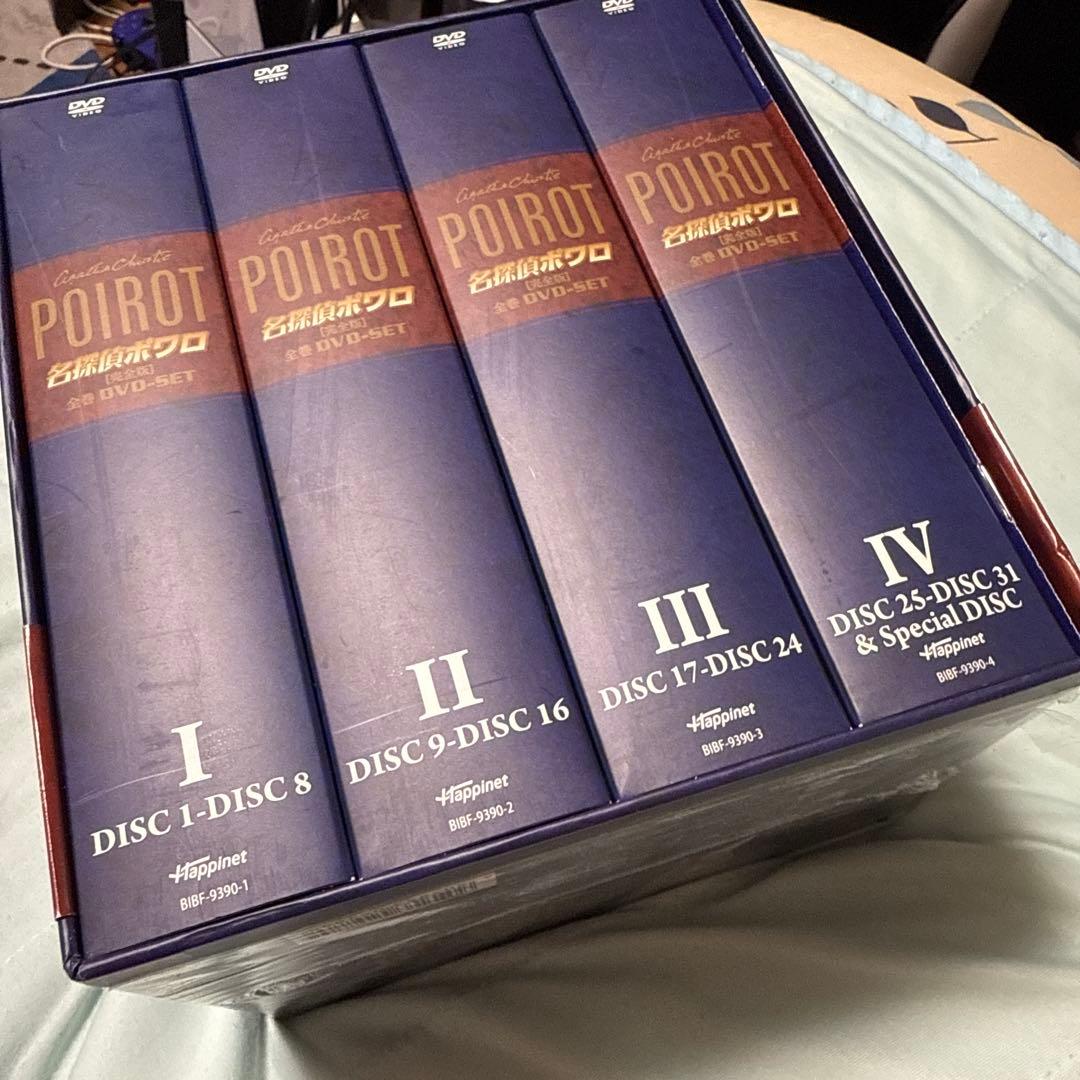 DVD
VIDEO
Agatha Christie
POIROT
名探偵ポワロ
[完全版]
全巻 DVD-SET
I
DISC 1-DISC 8
Happinet
BIBF-9390-1
DVD
VIDEO
Agatha Christie
POIROT
名探偵ポワロ
[完全版]
全巻 DVD-SET
II
DISC 9-DISC 16
Happinet
BIBF-9390-2
DVD
VIDEO
Agatha Christie
POIROT
名探偵ポワロ
[完全版]
全巻 DVD-SET
III
DISC 17-DISC 24
Happinet
BIBF-9390-3
DVD
VIDEO
Agatha Christie
POIROT
名探偵ポワロ
[完全版]
全巻 DVD-SET
IV
DISC 25-DISC 31
& Special DISC
Happinet
BIBF-9390-4